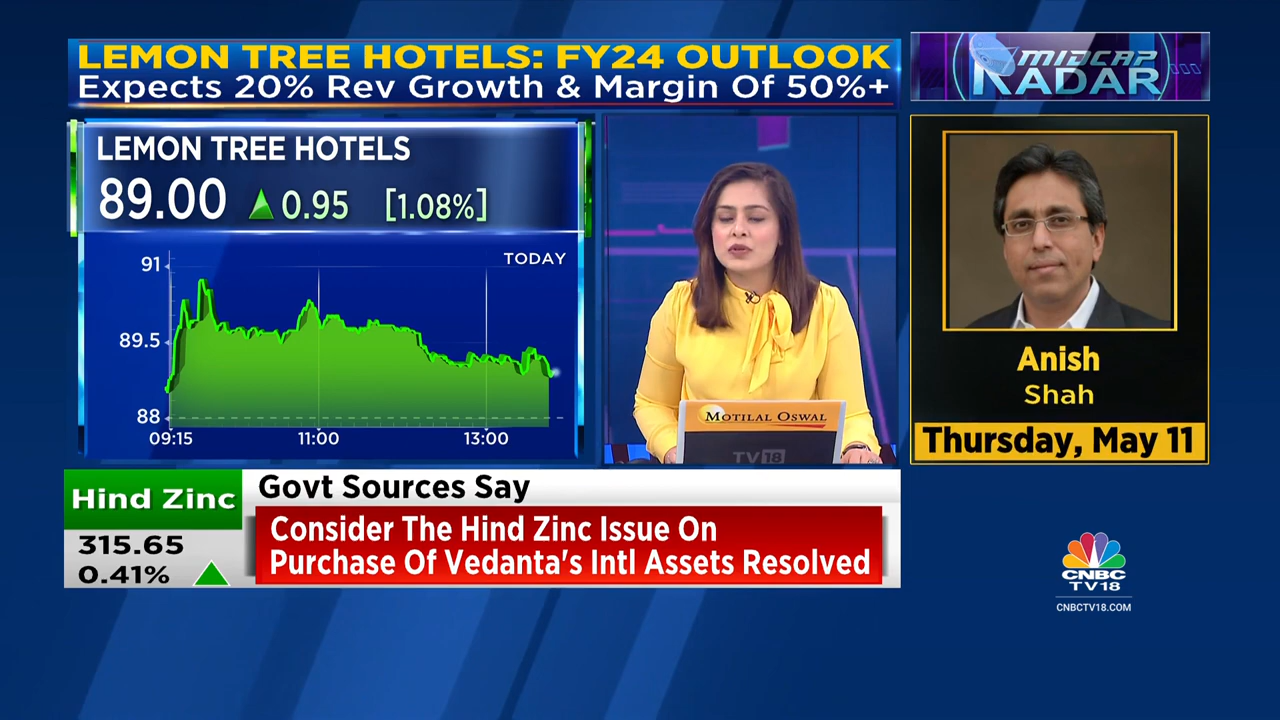 LEMON TREE HOTELS: FY24 OUTLOOK
Expects 20% Rev Growth & Margin Of 50%+
MIDCAP
RADAR
LEMON TREE HOTELS
89.00 ▲ 0.95 [1.08%]
TODAY
91
89.5
88
09:15 11:00 13:00
MOTILAL OSWAL
TV18
Anish
Shah
Thursday, May 11
Hind Zinc
315.65
0.41% ▲
Govt Sources Say
Consider The Hind Zinc Issue On
Purchase Of Vedanta's Intl Assets Resolved
CNBC
TV18
CNBCTV18.COM